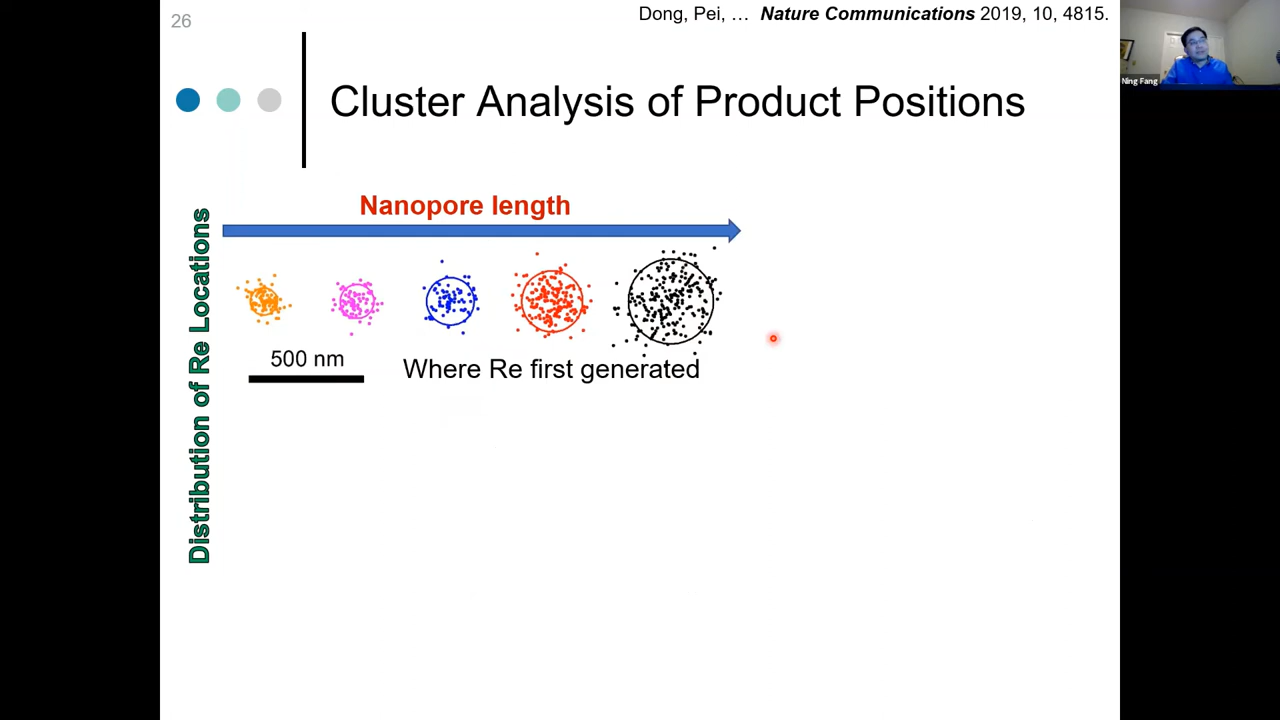 26
Dong, Pei, … Nature Communications 2019, 10, 4815.
Ning Fang
Cluster Analysis of Product Positions
Distribution of Re Locations
Nanopore length
500 nm
Where Re first generated